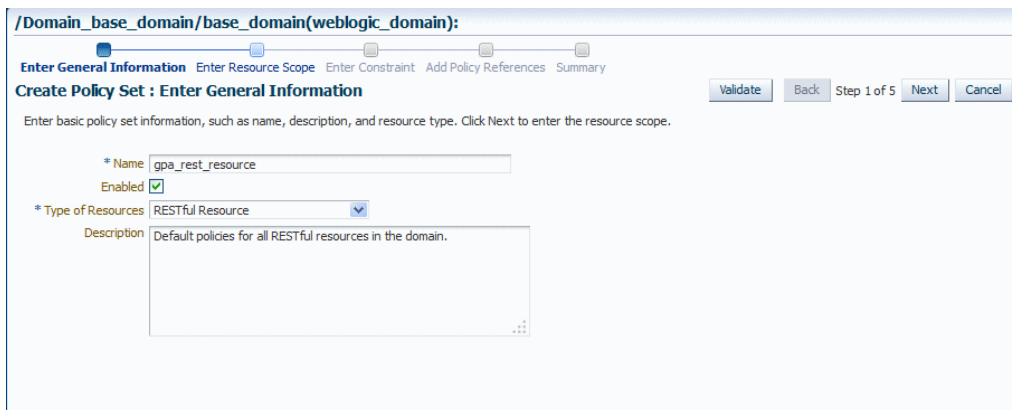 /Domain_base_domain/base_domain(weblogic_domain):
Enter General Information Enter Resource Scope Enter Constraint Add Policy References Summary
Create Policy Set : Enter General Information Validate Back Step 1 of 5 Next Cancel
Enter basic policy set information, such as name, description, and resource type. Click Next to enter the resource scope.
* Name gpa_rest_resource
Enabled
* Type of Resources RESTful Resource
Description Default policies for all RESTful resources in the domain.